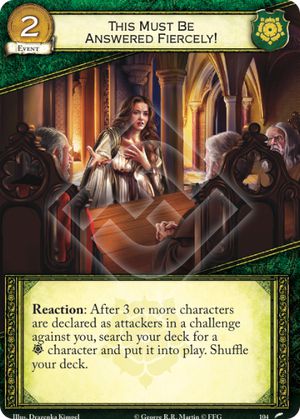 2
Event
This Must Be
Answered Fiercely!
Reaction: After 3 or more characters
are declared as attackers in a challenge
against you, search your deck for a
character and put it into play. Shuffle
your deck.
Illus. Drazenka Kimpel
© George R.R. Martin © FFG
104